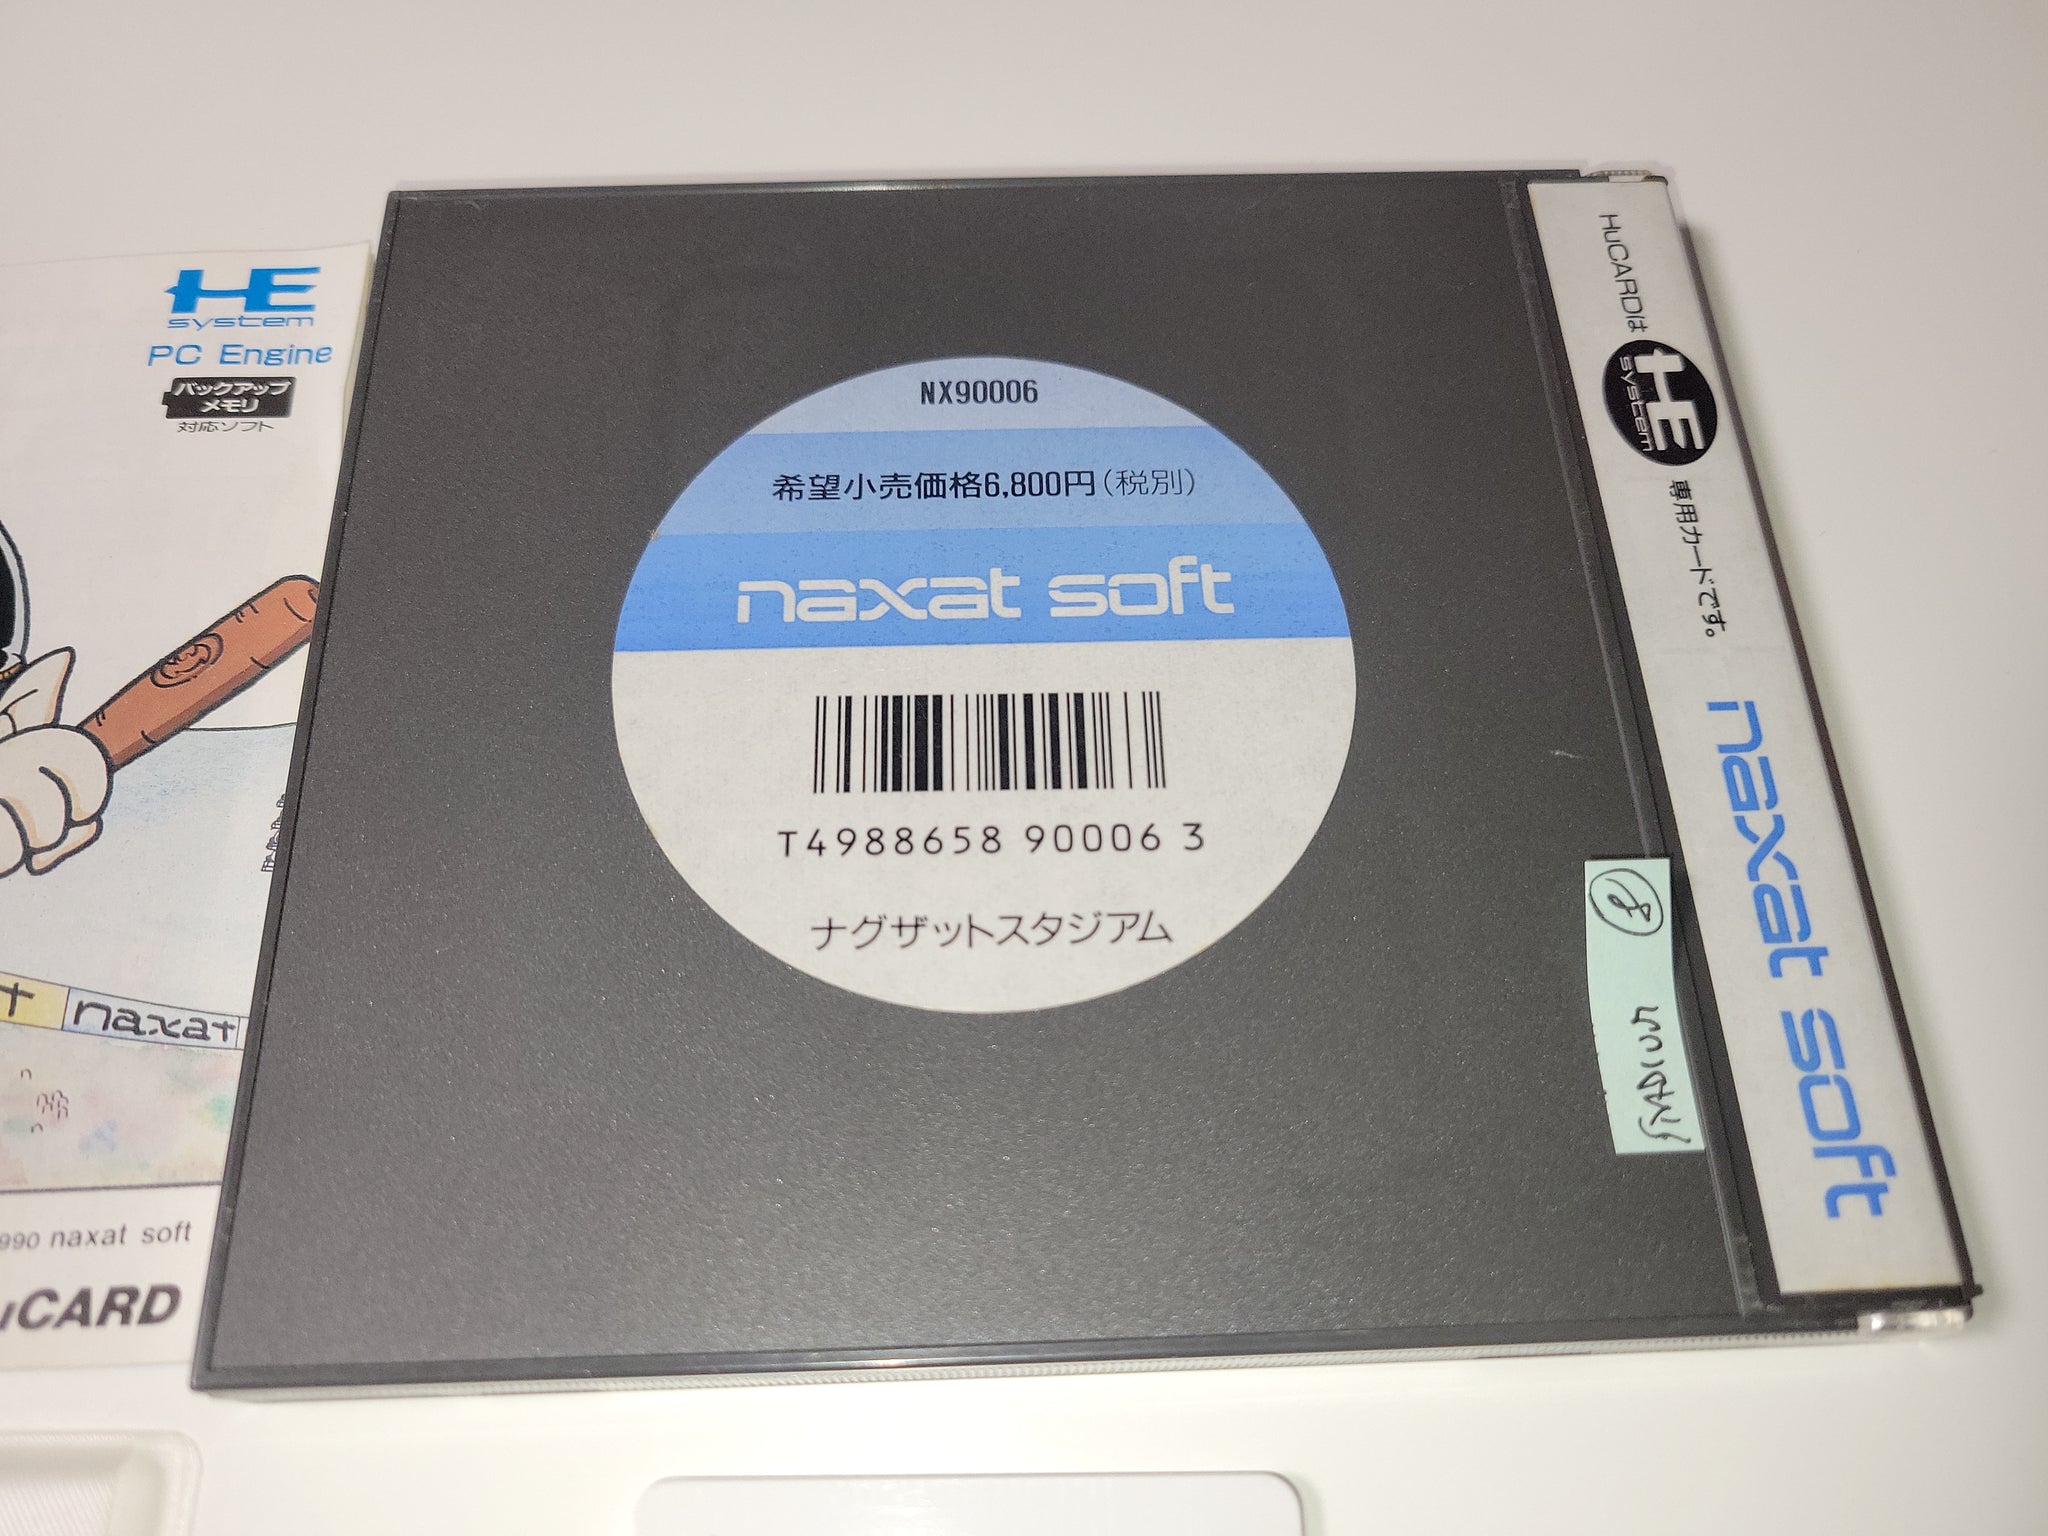 HE
system
PC Engine
バックアップ
メモリ
対応ソフト
naxat
990 naxat soft
uCARD
NX90006
希望小売価格6,800円(税別)
naxat soft
T4988658 90006 3
ナグザットスタジアム
HuCARDは HE system 専用カードです。 naxat soft